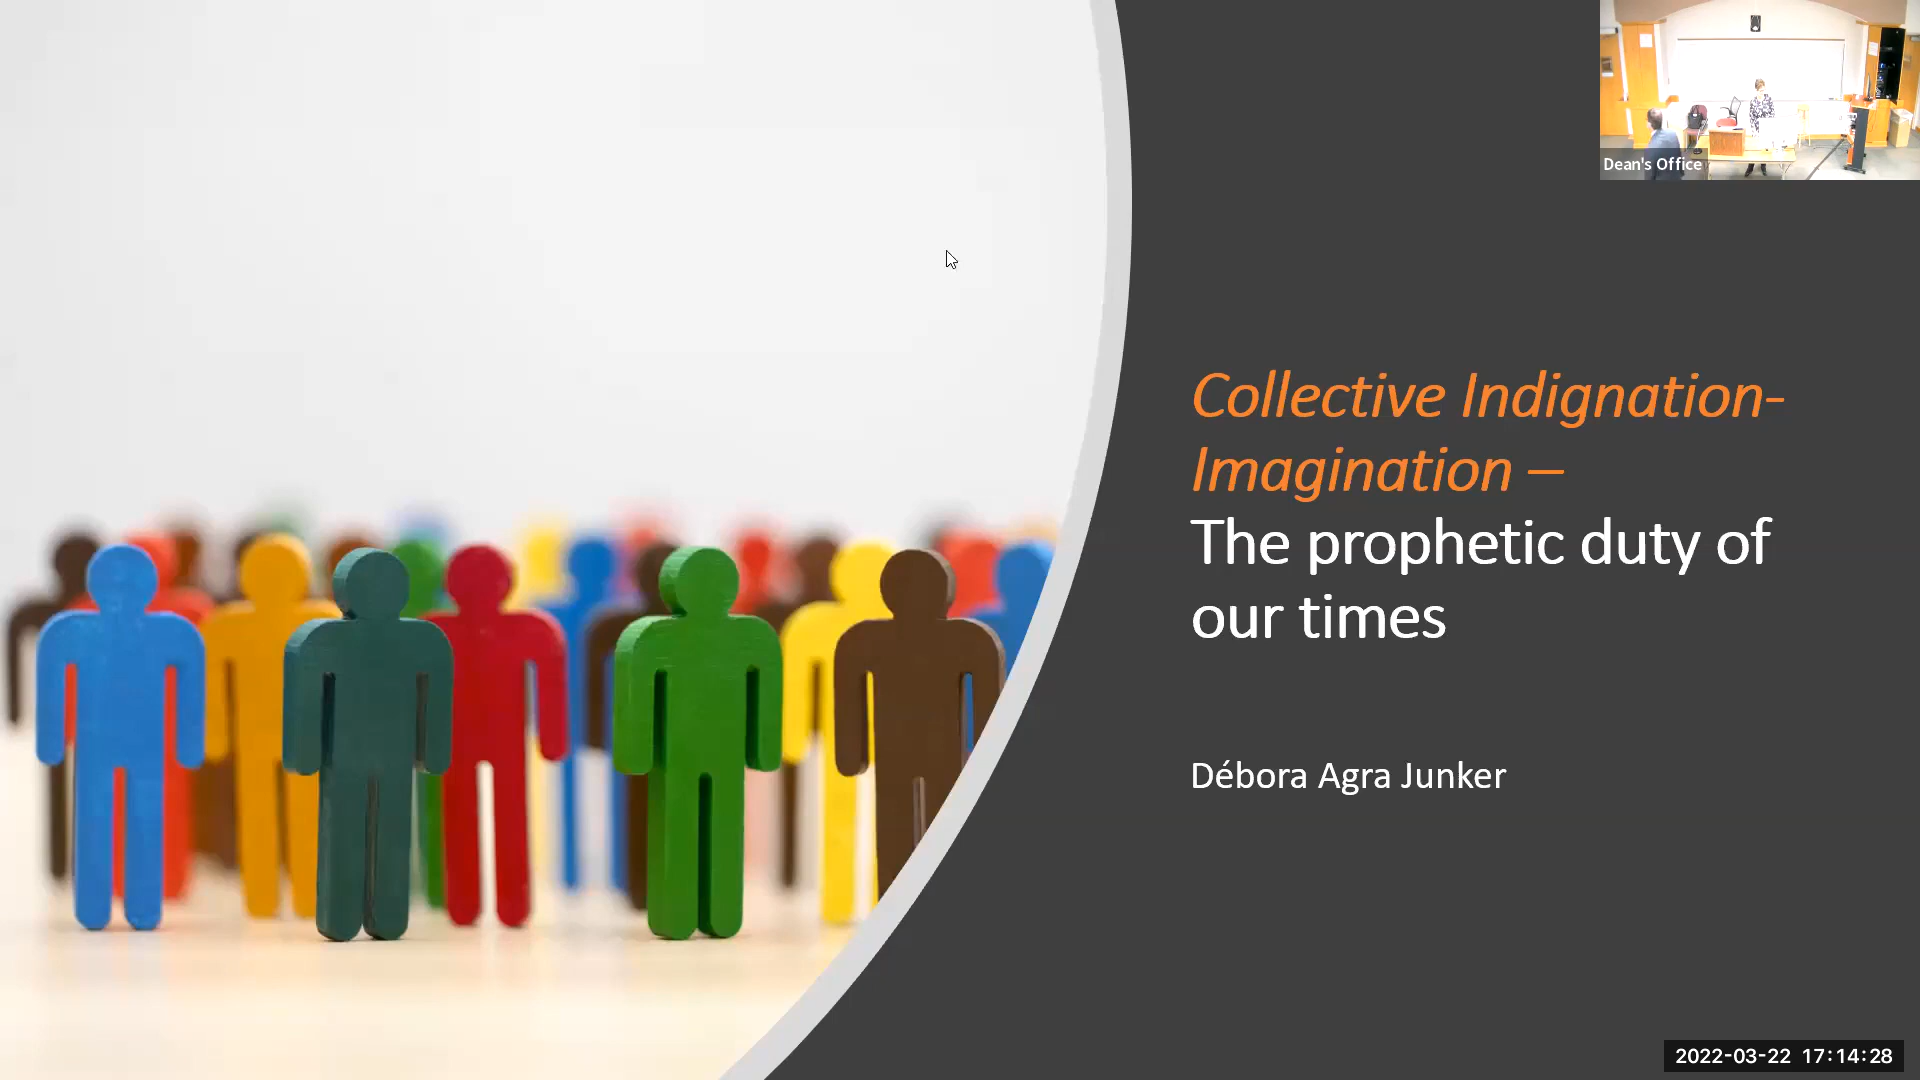 Dean's Office
Collective Indignation-
Imagination –
The prophetic duty of
our times
Débora Agra Junker
2022-03-22 17:14:28